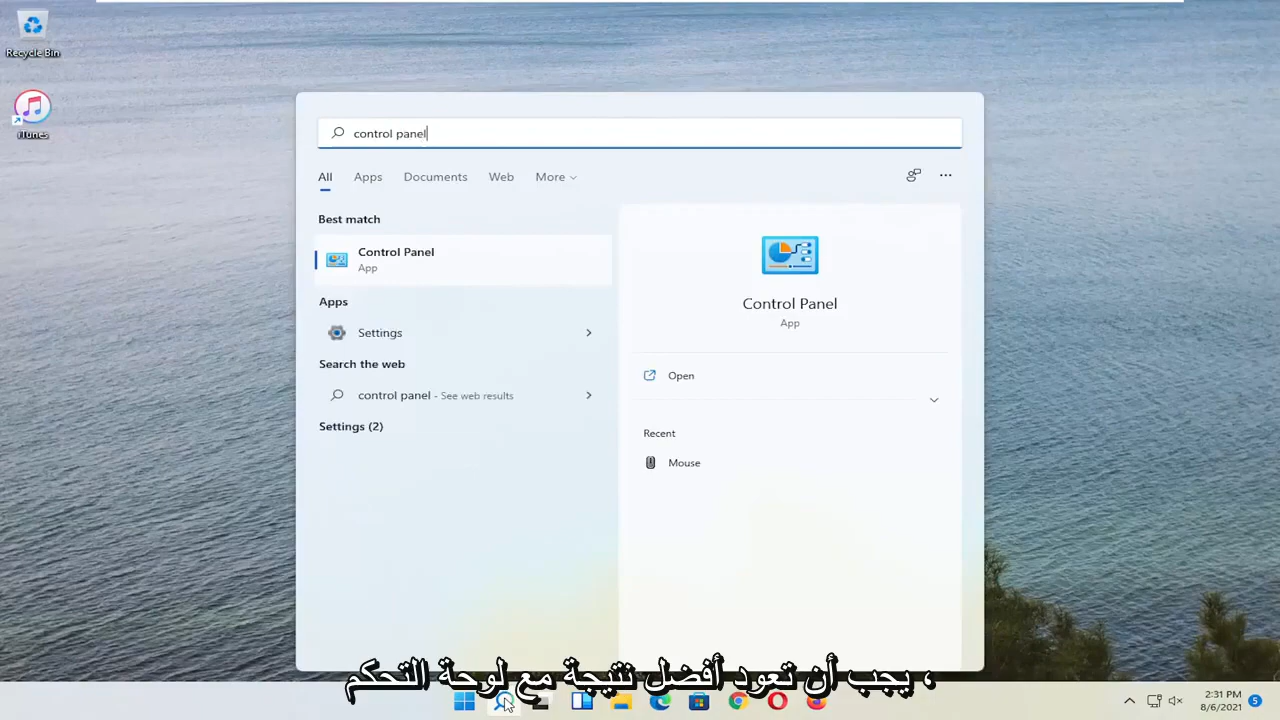 Recycle Bin
iTunes
control panel
All
Apps
Documents
Web
More
Best match
Control Panel
App
Apps
Settings
Search the web
control panel - See web results
Settings (2)
Control Panel
App
Open
Recent
Mouse
، يجب أن تعود أفضل نتيجة مع لوحة التحكم
2:31 PM
8/6/2021
5